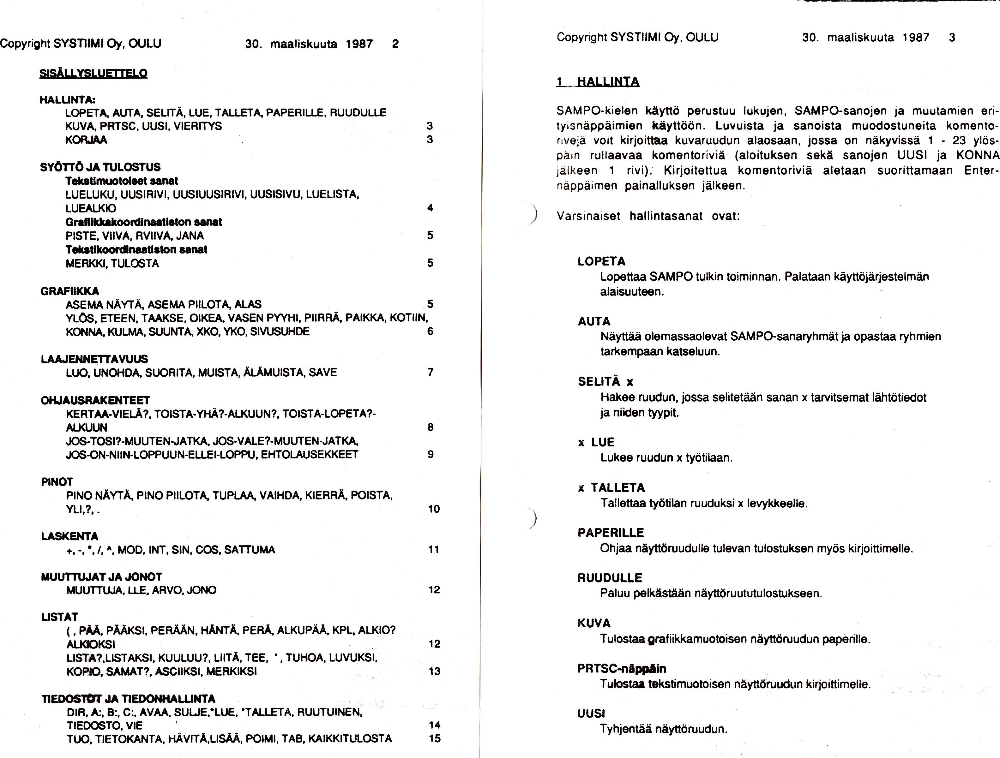 Copyright SYSTIIMI Oy, OULU 30. maaliskuuta 1987 2
SISÄLLYSLUETTELO
HALLINTA:
LOPETA, AUTA, SELITÄ, LUE, TALLETA, PAPERILLE, RUUDULLE
KUVA, PRTSC, UUSI, VIERITYS 3
KORJAA 3
SYÖTTÖ JA TULOSTUS
Tekstimuotoiset sanat
LUELUKU, UUSIRIVI, UUSIUUSIRIVI, UUSISIVU, LUELISTA,
LUEALKIO 4
Grafiikkakoordinaatiston sanat
PISTE, VIIVA, RVIIVA, JANA 5
Tekstikoordinaatiston sanat
MERKKI, TULOSTA 5
GRAFIIKKA
ASEMA NÄYTÄ, ASEMA PIILOTA, ALAS 5
YLÖS, ETEEN, TAAKSE, OIKEA, VASEN PYYHI, PIIRRÄ, PAIKKA, KOTIIN,
KONNA, KULMA, SUUNTA, XKO, YKO, SIVUSUHDE 6
LAAJENNETTAVUUS
LUO, UNOHDA, SUORITA, MUISTA, ÄLÄMUISTA, SAVE 7
OHJAUSRAKENTEET
KERTAA-VIELÄ?, TOISTA-YHÄ?-ALKUUN?, TOISTA-LOPETA?-
ALKUUN 8
JOS-TOSI?-MUUTEN-JATKA, JOS-VALE?-MUUTEN-JATKA,
JOS-ON-NIIN-LOPPUUN-ELLEI-LOPPU, EHTOLAUSEKKEET 9
PINOT
PINO NÄYTÄ, PINO PIILOTA, TUPLAA, VAIHDA, KIERRÄ, POISTA,
YLI,?, . 10
LASKENTA
+, -, *, /, ^, MOD, INT, SIN, COS, SATTUMA 11
MUUTTUJAT JA JONOT
MUUTTUJA, LLE, ARVO, JONO 12
LISTAT
( , PÄÄ, PÄÄKSI, PERÄÄN, HÄNTÄ, PERÄ, ALKUPÄÄ, KPL, ALKIO?
ALKIOKSI 12
LISTA?,LISTAKSI, KUULUU?, LIITÄ, TEE, ' , TUHOA, LUVUKSI,
KOPIO, SAMAT?, ASCIIKSI, MERKIKSI 13
TIEDOSTOT JA TIEDONHALLINTA
DIR, A:, B:, C:, AVAA, SULJE,*LUE, *TALLETA, RUUTUINEN,
TIEDOSTO, VIE 14
TUO, TIETOKANTA, HÄVITÄ,LISÄÄ, POIMI, TAB, KAIKKITULOSTA 15
Copyright SYSTIIMI Oy, OULU 30. maaliskuuta 1987 3
1 HALLINTA
SAMPO-kielen käyttö perustuu lukujen, SAMPO-sanojen ja muutamien eri-
tyisnäppäimien käyttöön. Luvuista ja sanoista muodostuneita komento-
rivejä voit kirjoittaa kuvaruudun alaosaan, jossa on näkyvissä 1 - 23 ylös-
päin rullaavaa komentoriviä (aloituksen sekä sanojen UUSI ja KONNA
jälkeen 1 rivi). Kirjoitettua komentoriviä aletaan suorittamaan Enter-
näppäimen painalluksen jälkeen.
Varsinaiset hallintasanat ovat:
LOPETA
Lopettaa SAMPO tulkin toiminnan. Palataan käyttöjärjestelmän
alaisuuteen.
AUTA
Näyttää olemassaolevat SAMPO-sanaryhmät ja opastaa ryhmien
tarkempaan katseluun.
SELITÄ x
Hakee ruudun, jossa selitetään sanan x tarvitsemat lähtötiedot
ja niiden tyypit.
x LUE
Lukee ruudun x työtilaan.
x TALLETA
Tallettaa työtilan ruuduksi x levykkeelle.
PAPERILLE
Ohjaa näyttöruudulle tulevan tulostuksen myös kirjoittimelle.
RUUDULLE
Paluu pelkästään näyttöruututulostukseen.
KUVA
Tulostaa grafiikkamuotoisen näyttöruudun paperille.
PRTSC-näppäin
Tulostaa tekstimuotoisen näyttöruudun kirjoittimelle.
UUSI
Tyhjentää näyttöruudun.